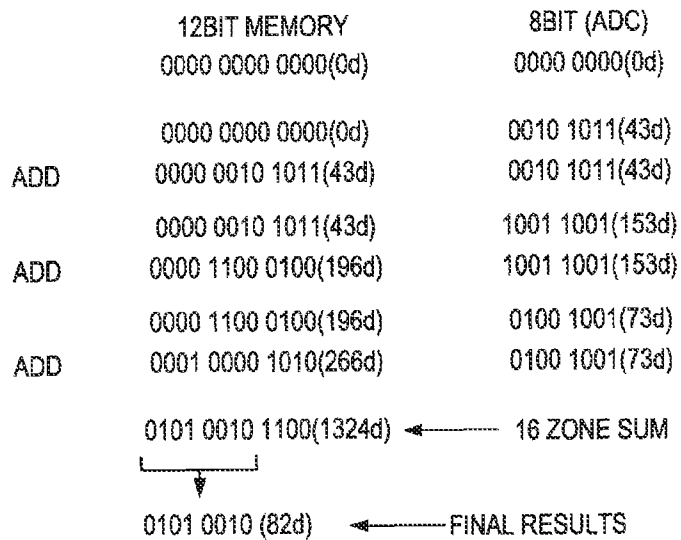 12BIT MEMORY 8BIT (ADC)
0000 0000 0000(0d) 0000 0000(0d)
0000 0000 0000(0d) 0010 1011(43d)
ADD 0000 0010 1011(43d) 0010 1011(43d)
0000 0010 1011(43d) 1001 1001(153d)
ADD 0000 1100 0100(196d) 1001 1001(153d)
0000 1100 0100(196d) 0100 1001(73d)
ADD 0001 0000 1010(266d) 0100 1001(73d)
0101 0010 1100(1324d) 16 ZONE SUM
0101 0010 (82d) FINAL RESULTS